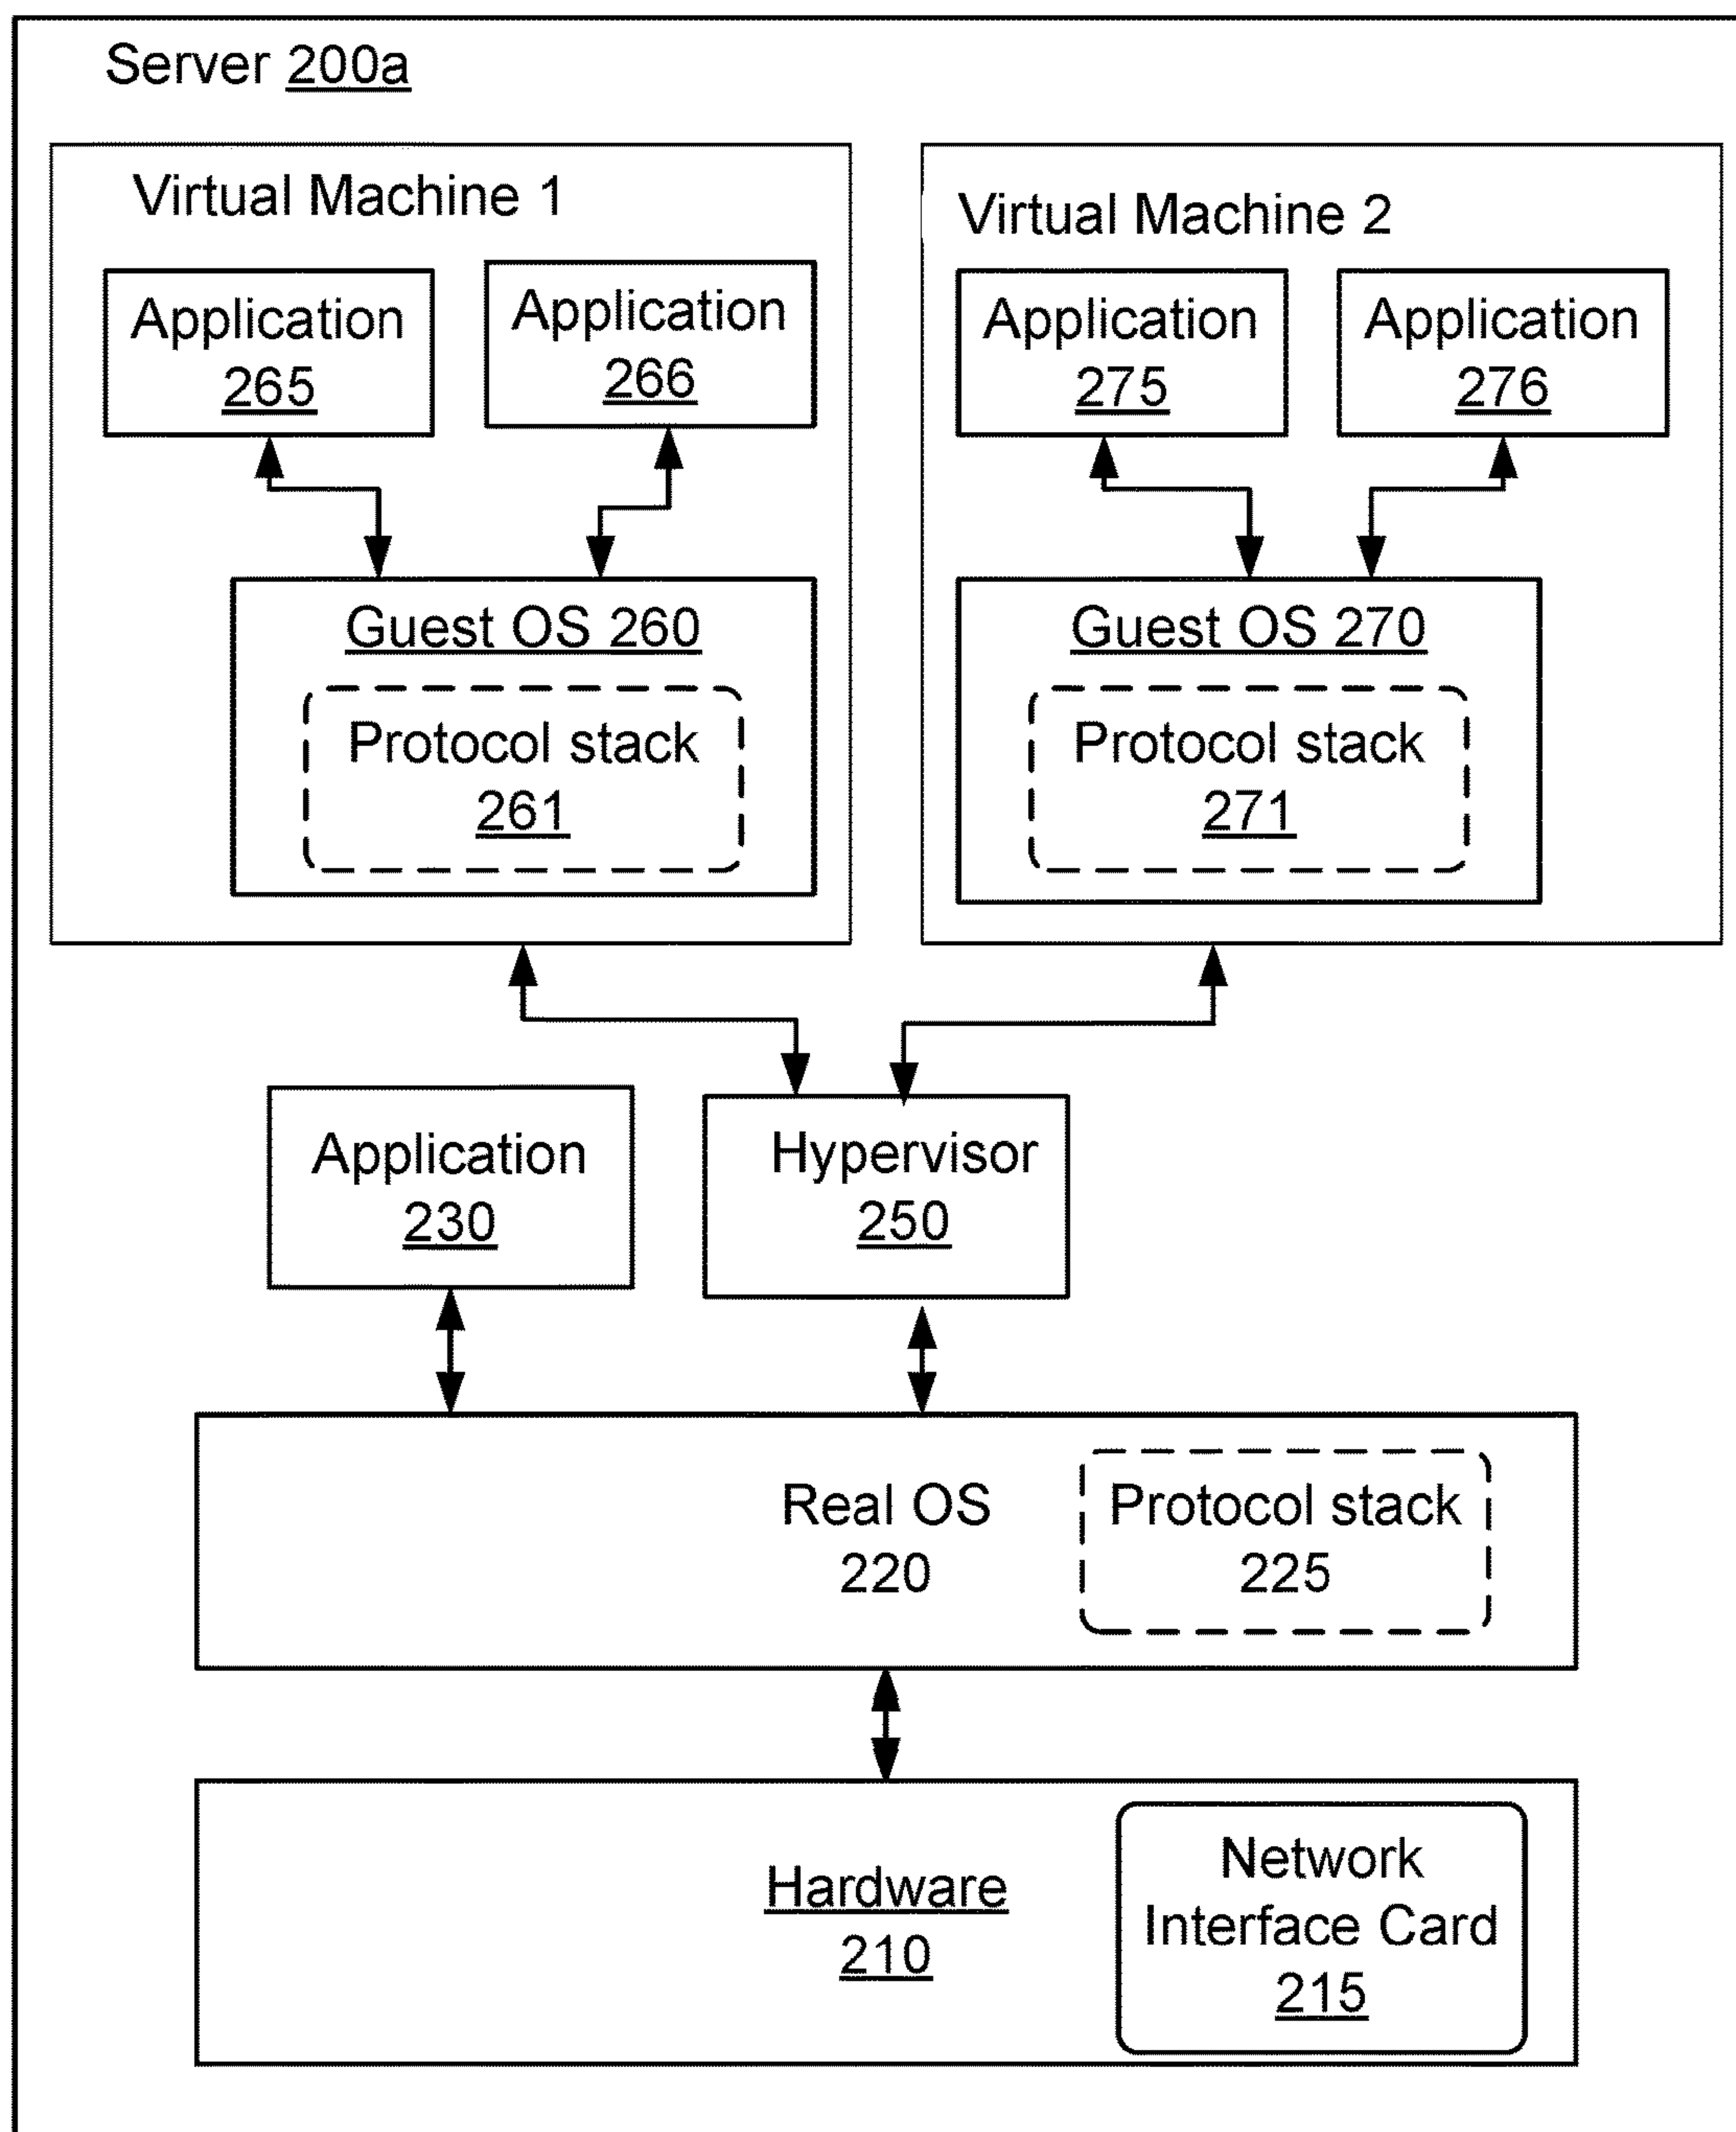 Server 200a
Virtual Machine 1
Application
265
Application
266
Guest OS 260
Protocol stack
261
Virtual Machine 2
Application
275
Application
276
Guest OS 270
Protocol stack
271
Application
230
Hypervisor
250
Real OS
220
Protocol stack
225
Hardware
210
Network
Interface Card
215